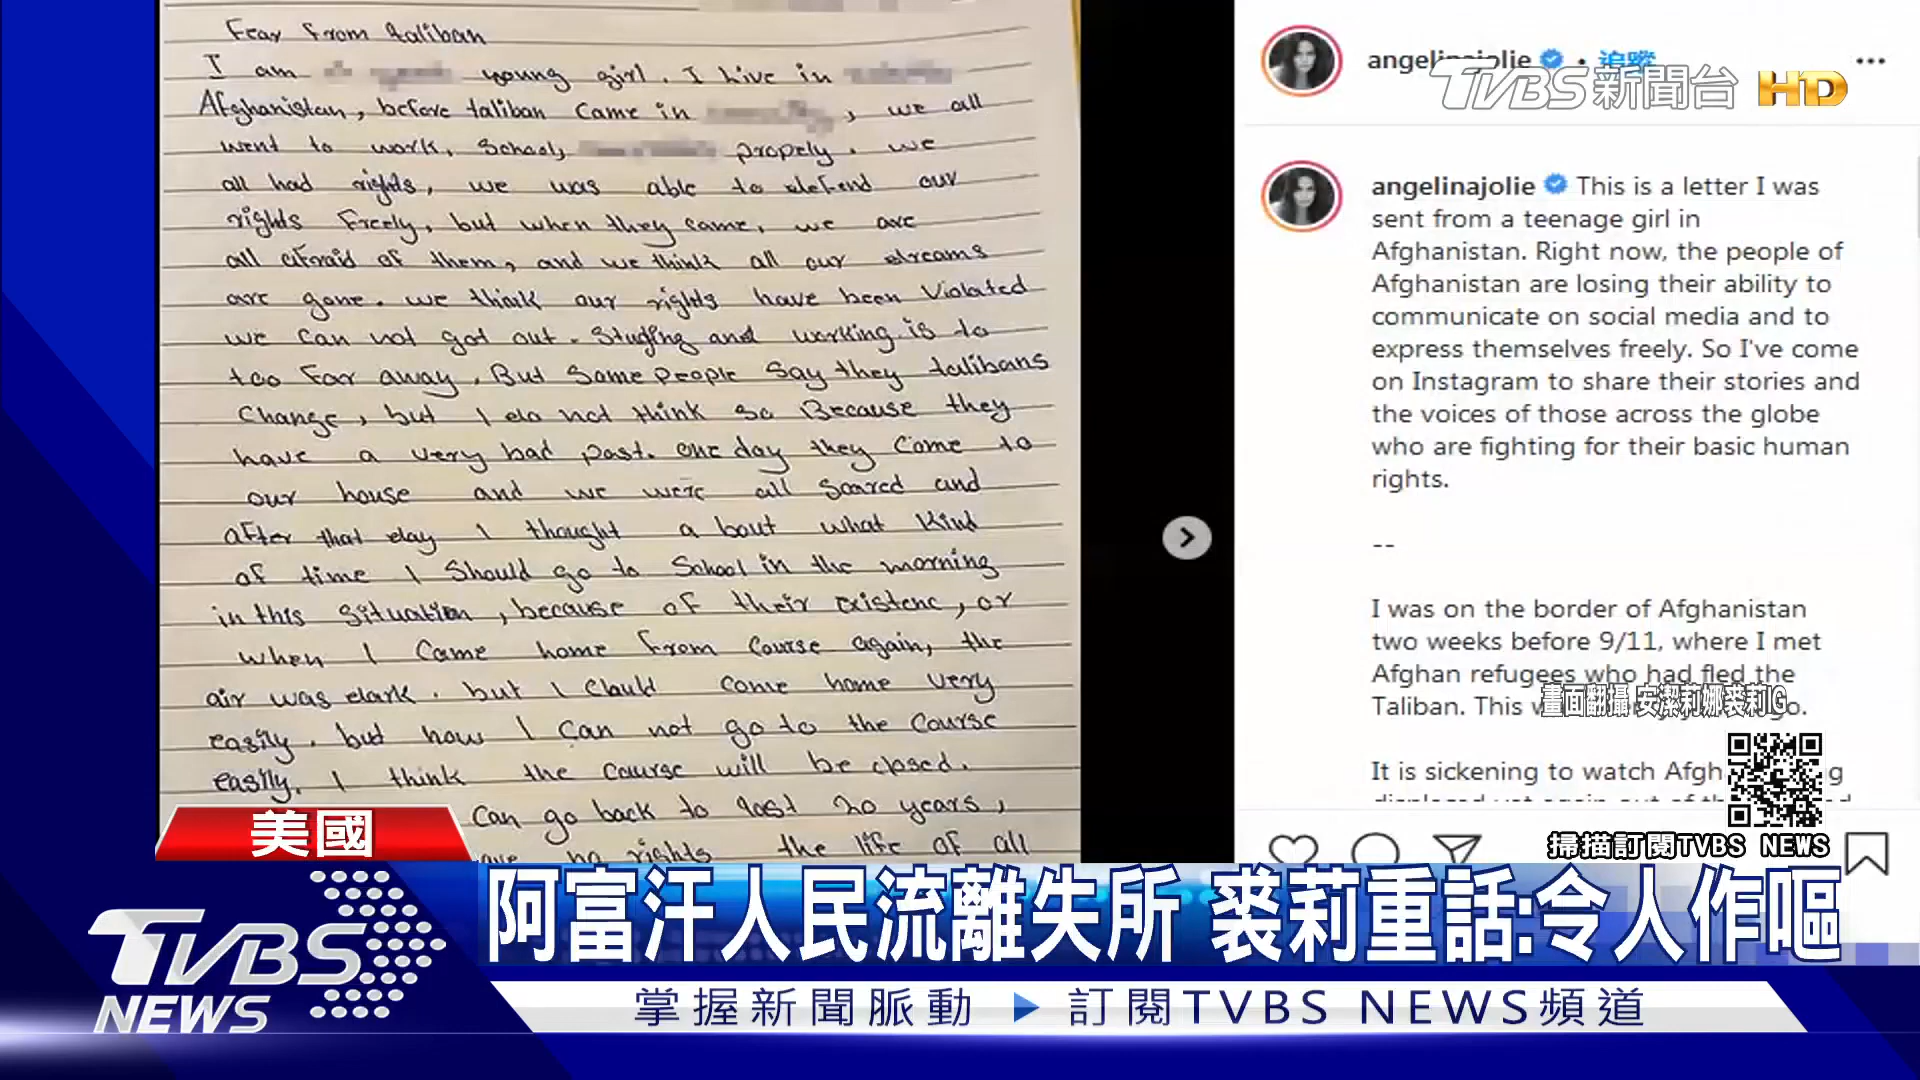 Fear From taliban
I am young girl. I live in
Afghanistan, before taliban came in , we all
went to work, School, propely. we
all had rights, we was able to defend our
rights Freely, but when they came, we are
all afraid of them, and we think all our dreams
are gone. we think our rights have been Violated
we can not got out. Studing and working is to
too Far away. But Some people Say they talibans
Change, but I do not think so Because they
have a very bad past. one day they come to
our house and we were all Scared and
after that day I thought a bout what kind
of time I Should go to School in the morning
in this situation, because of their existenc, or
when I came home from Course again, the
air was dark. but I Could come home very
easily. but now I Can not go to the Course
easily. I think the course will be closed.
Can go back to last 20 years,
no rights the life of all
angelinajolie • 追蹤
TVBS新聞台 HD
angelinajolie This is a letter I was
sent from a teenage girl in
Afghanistan. Right now, the people of
Afghanistan are losing their ability to
communicate on social media and to
express themselves freely. So I've come
on Instagram to share their stories and
the voices of those across the globe
who are fighting for their basic human
rights.
--
I was on the border of Afghanistan
two weeks before 9/11, where I met
Afghan refugees who had fled the
Taliban. This
畫面翻攝 安潔莉娜裘莉IG
It is sickening to watch
掃描訂閱TVBS NEWS
美國
阿富汗人民流離失所 裘莉重話:令人作嘔
TVBS
NEWS
掌握新聞脈動 ▶ 訂閱TVBS NEWS頻道